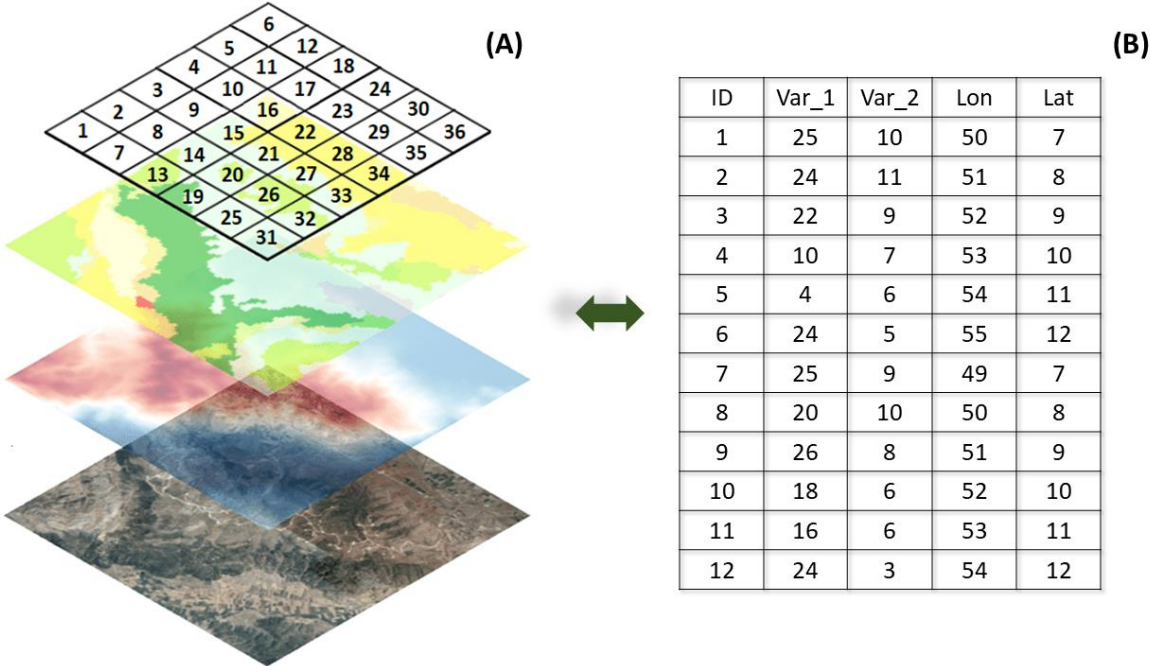 (A)
(B)
6
5 12
4 11 18
3 10 17 24
2 9 16 23 30
1 8 15 22 29 36
7 14 21 28 35
13 20 27 34
19 26 33
25 32
31
ID Var_1 Var_2 Lon Lat
1 25 10 50 7
2 24 11 51 8
3 22 9 52 9
4 10 7 53 10
5 4 6 54 11
6 24 5 55 12
7 25 9 49 7
8 20 10 50 8
9 26 8 51 9
10 18 6 52 10
11 16 6 53 11
12 24 3 54 12